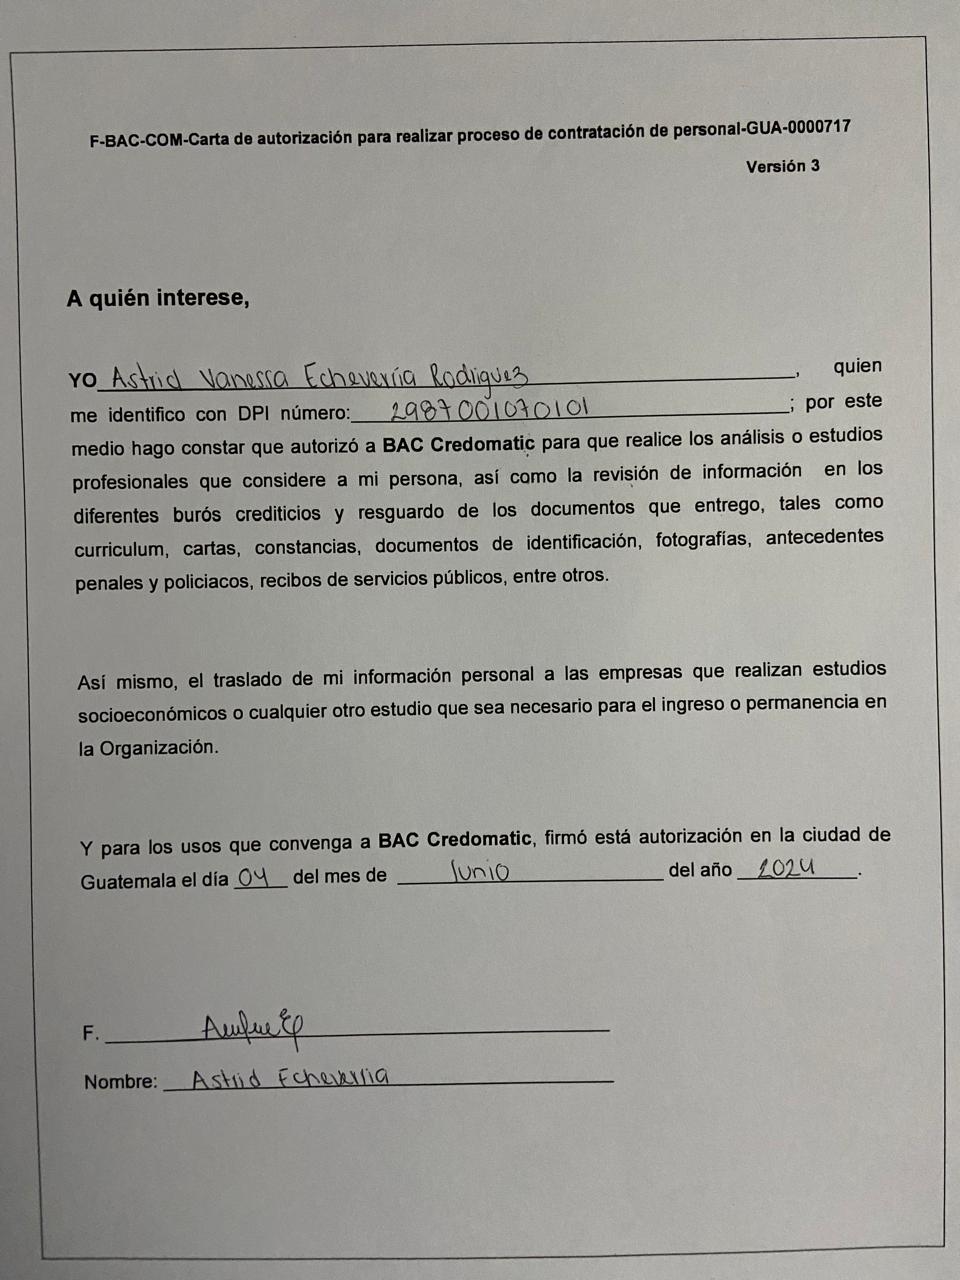 F-BAC-COM-Carta de autorización para realizar proceso de contratación de personal-GUA-0000717
Versión 3
A quién interese,
YO Astrid Vanessa Echeverría Rodiguez, quien
me identifico con DPI número: 2987001070101; por este
medio hago constar que autorizó a BAC Credomatic para que realice los análisis o estudios
profesionales que considere a mi persona, así como la revisión de información en los
diferentes burós crediticios y resguardo de los documentos que entrego, tales como
curriculum, cartas, constancias, documentos de identificación, fotografías, antecedentes
penales y policiacos, recibos de servicios públicos, entre otros.
Así mismo, el traslado de mi información personal a las empresas que realizan estudios
socioeconómicos o cualquier otro estudio que sea necesario para el ingreso o permanencia en
la Organización.
Y para los usos que convenga a BAC Credomatic, firmó está autorización en la ciudad de
Guatemala el día 04 del mes de Junio del año 2024.
F.
Nombre: Astrid Echeverria